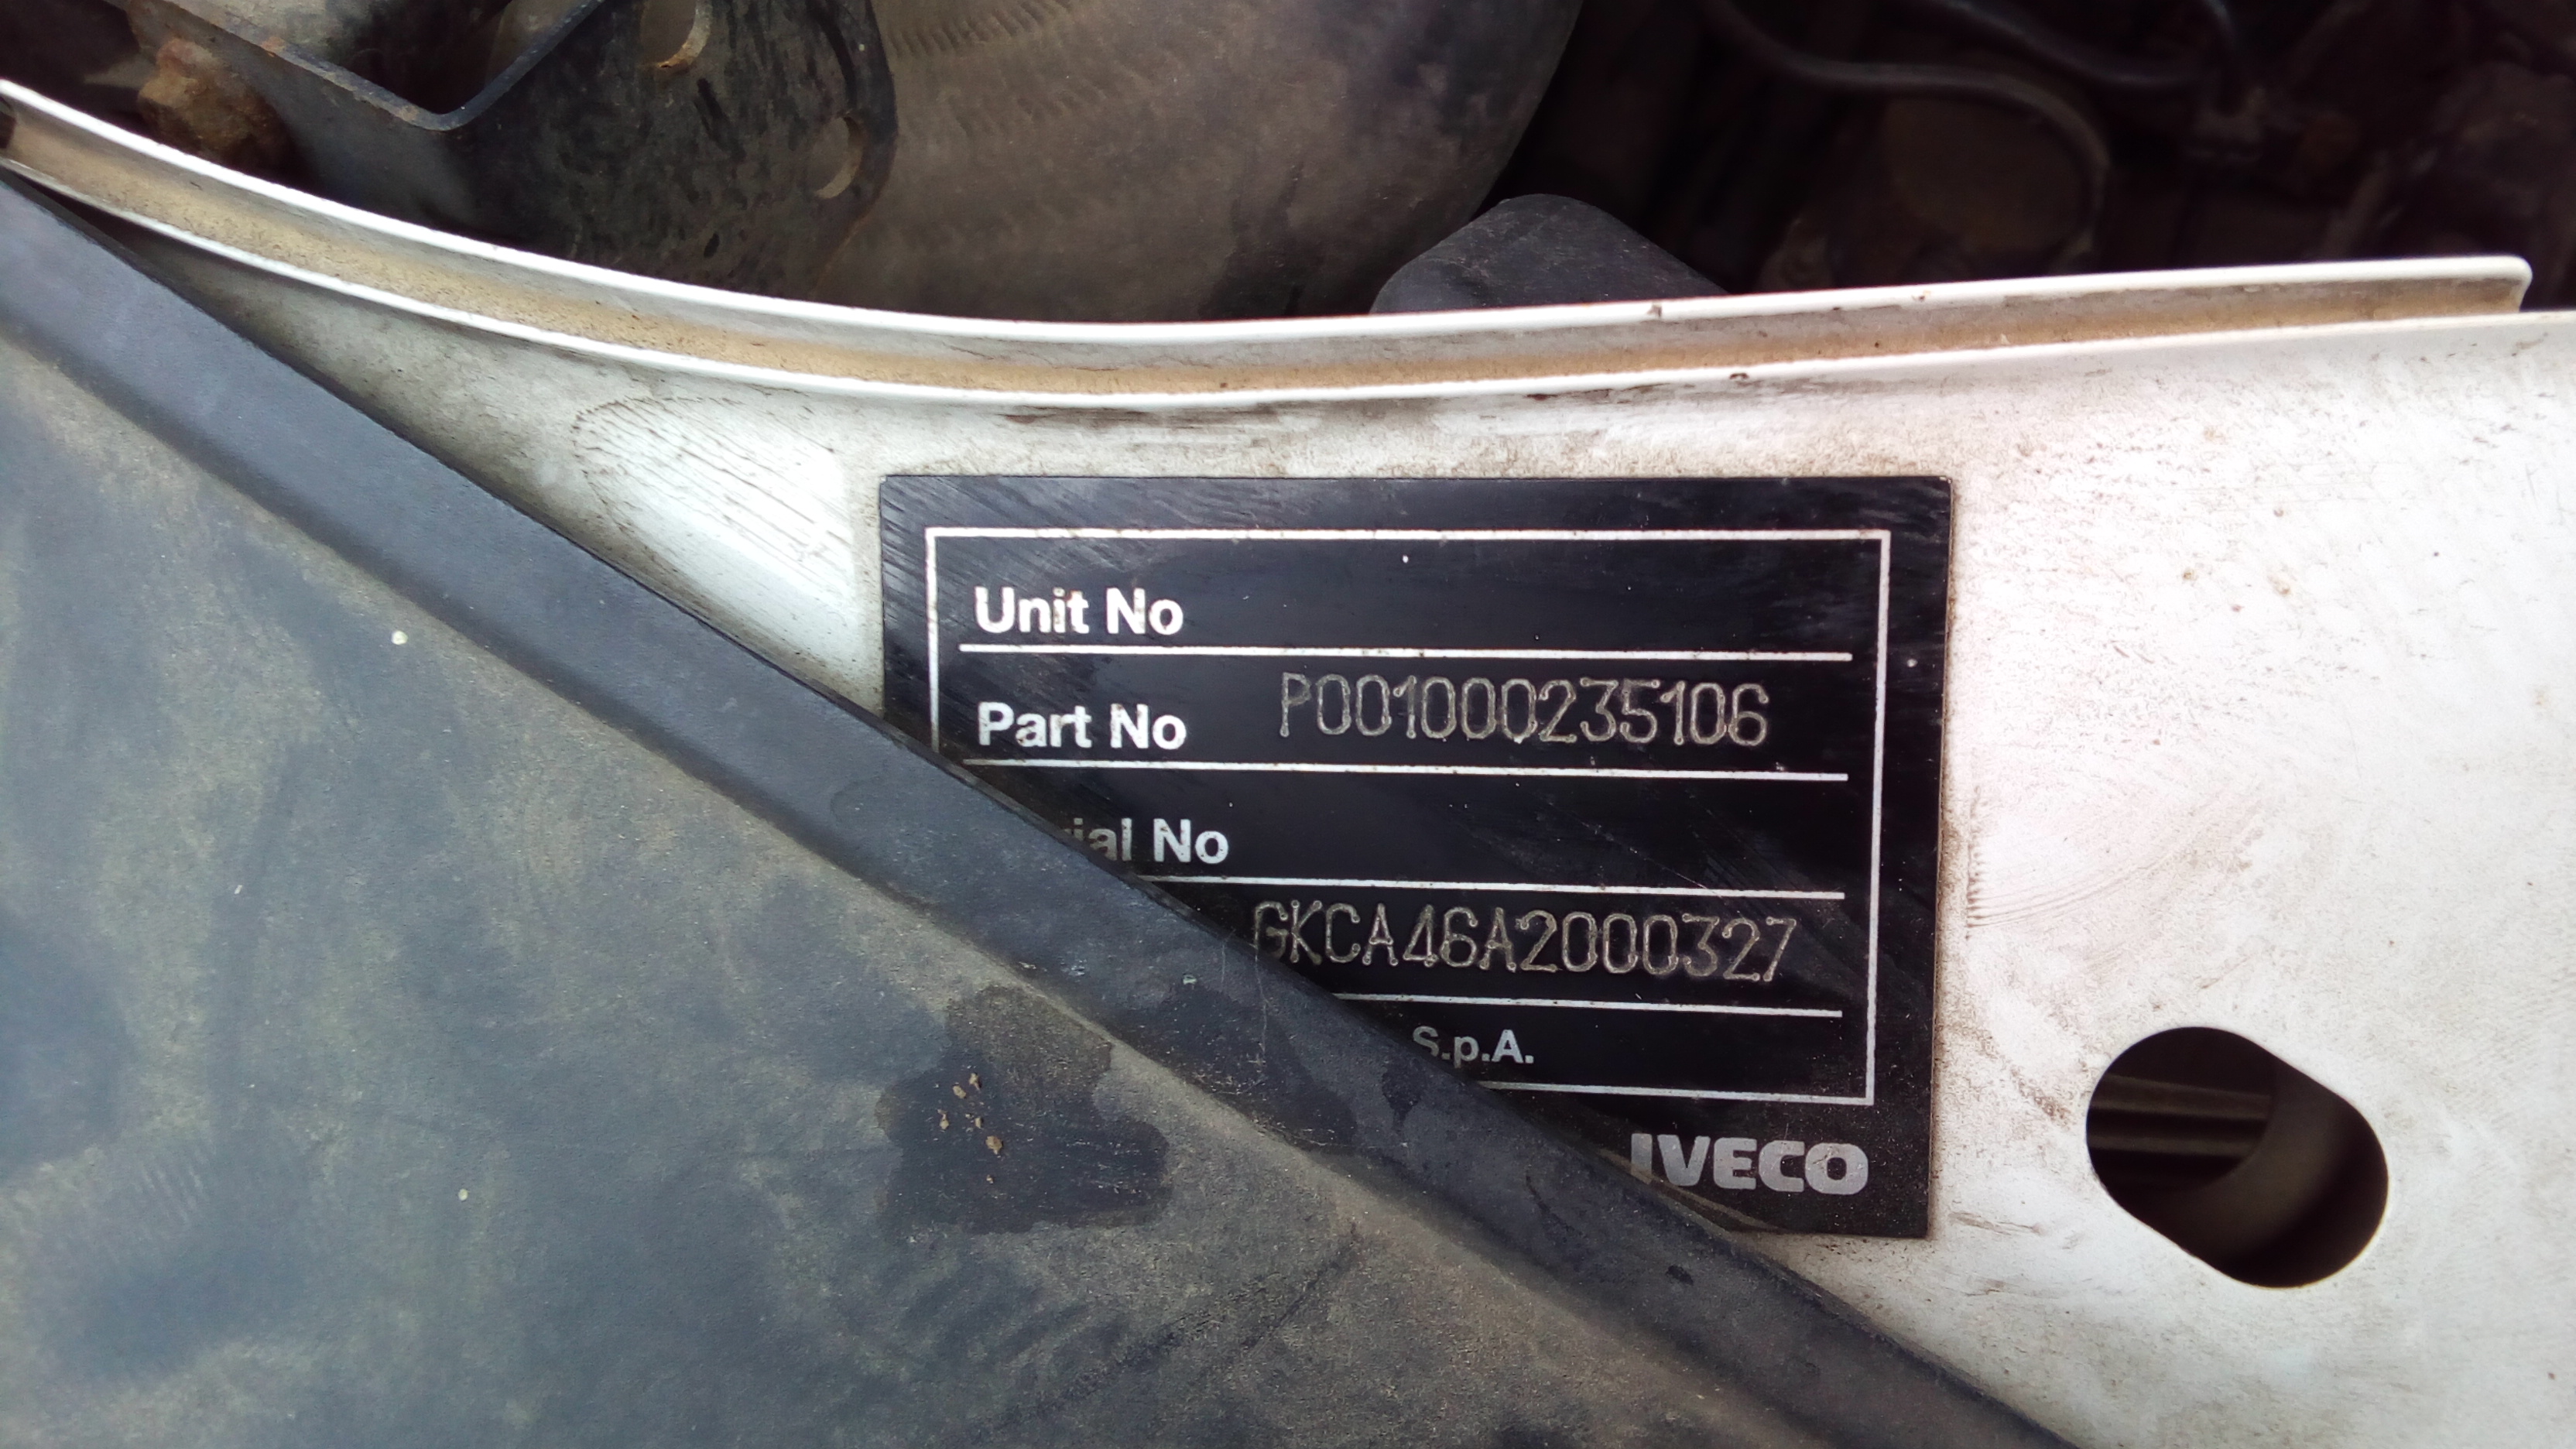 Unit No
Part No P001000235106
ial No
GKCA46A2000327
S.p.A.
IVECO